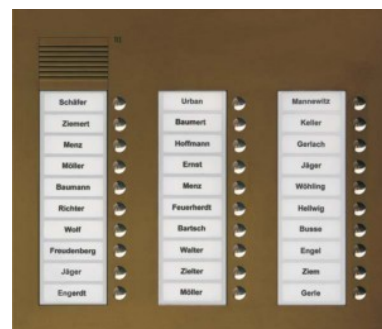 Schäfer
Ziemert
Menz
Möller
Baumann
Richter
Wolf
Freudenberg
Jäger
Engerdt
Urban
Baumert
Hoffmann
Ernst
Menz
Feuerherdt
Bartsch
Walter
Zielter
Möller
Mannewitz
Keller
Gerlach
Jäger
Wöhling
Hellwig
Busse
Engel
Ziem
Gerle